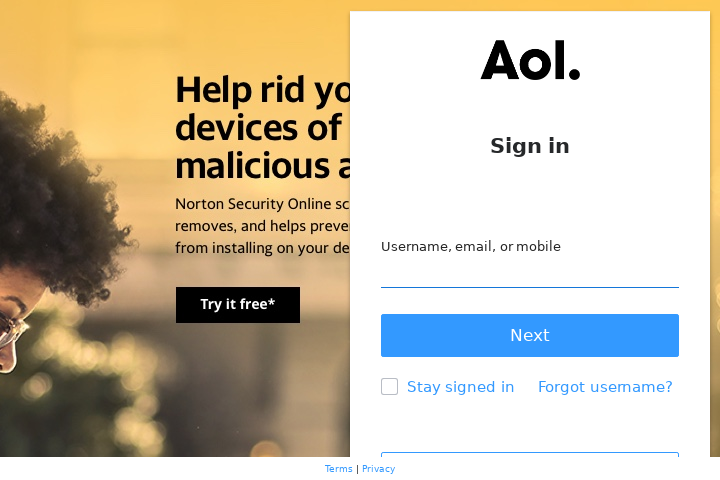 Help rid yo
devices of
malicious a
Norton Security Online sc
removes, and helps preve
from installing on your de
Try it free*
Aol.
Sign in
Username, email, or mobile
Next
Stay signed in
Forgot username?
Terms | Privacy